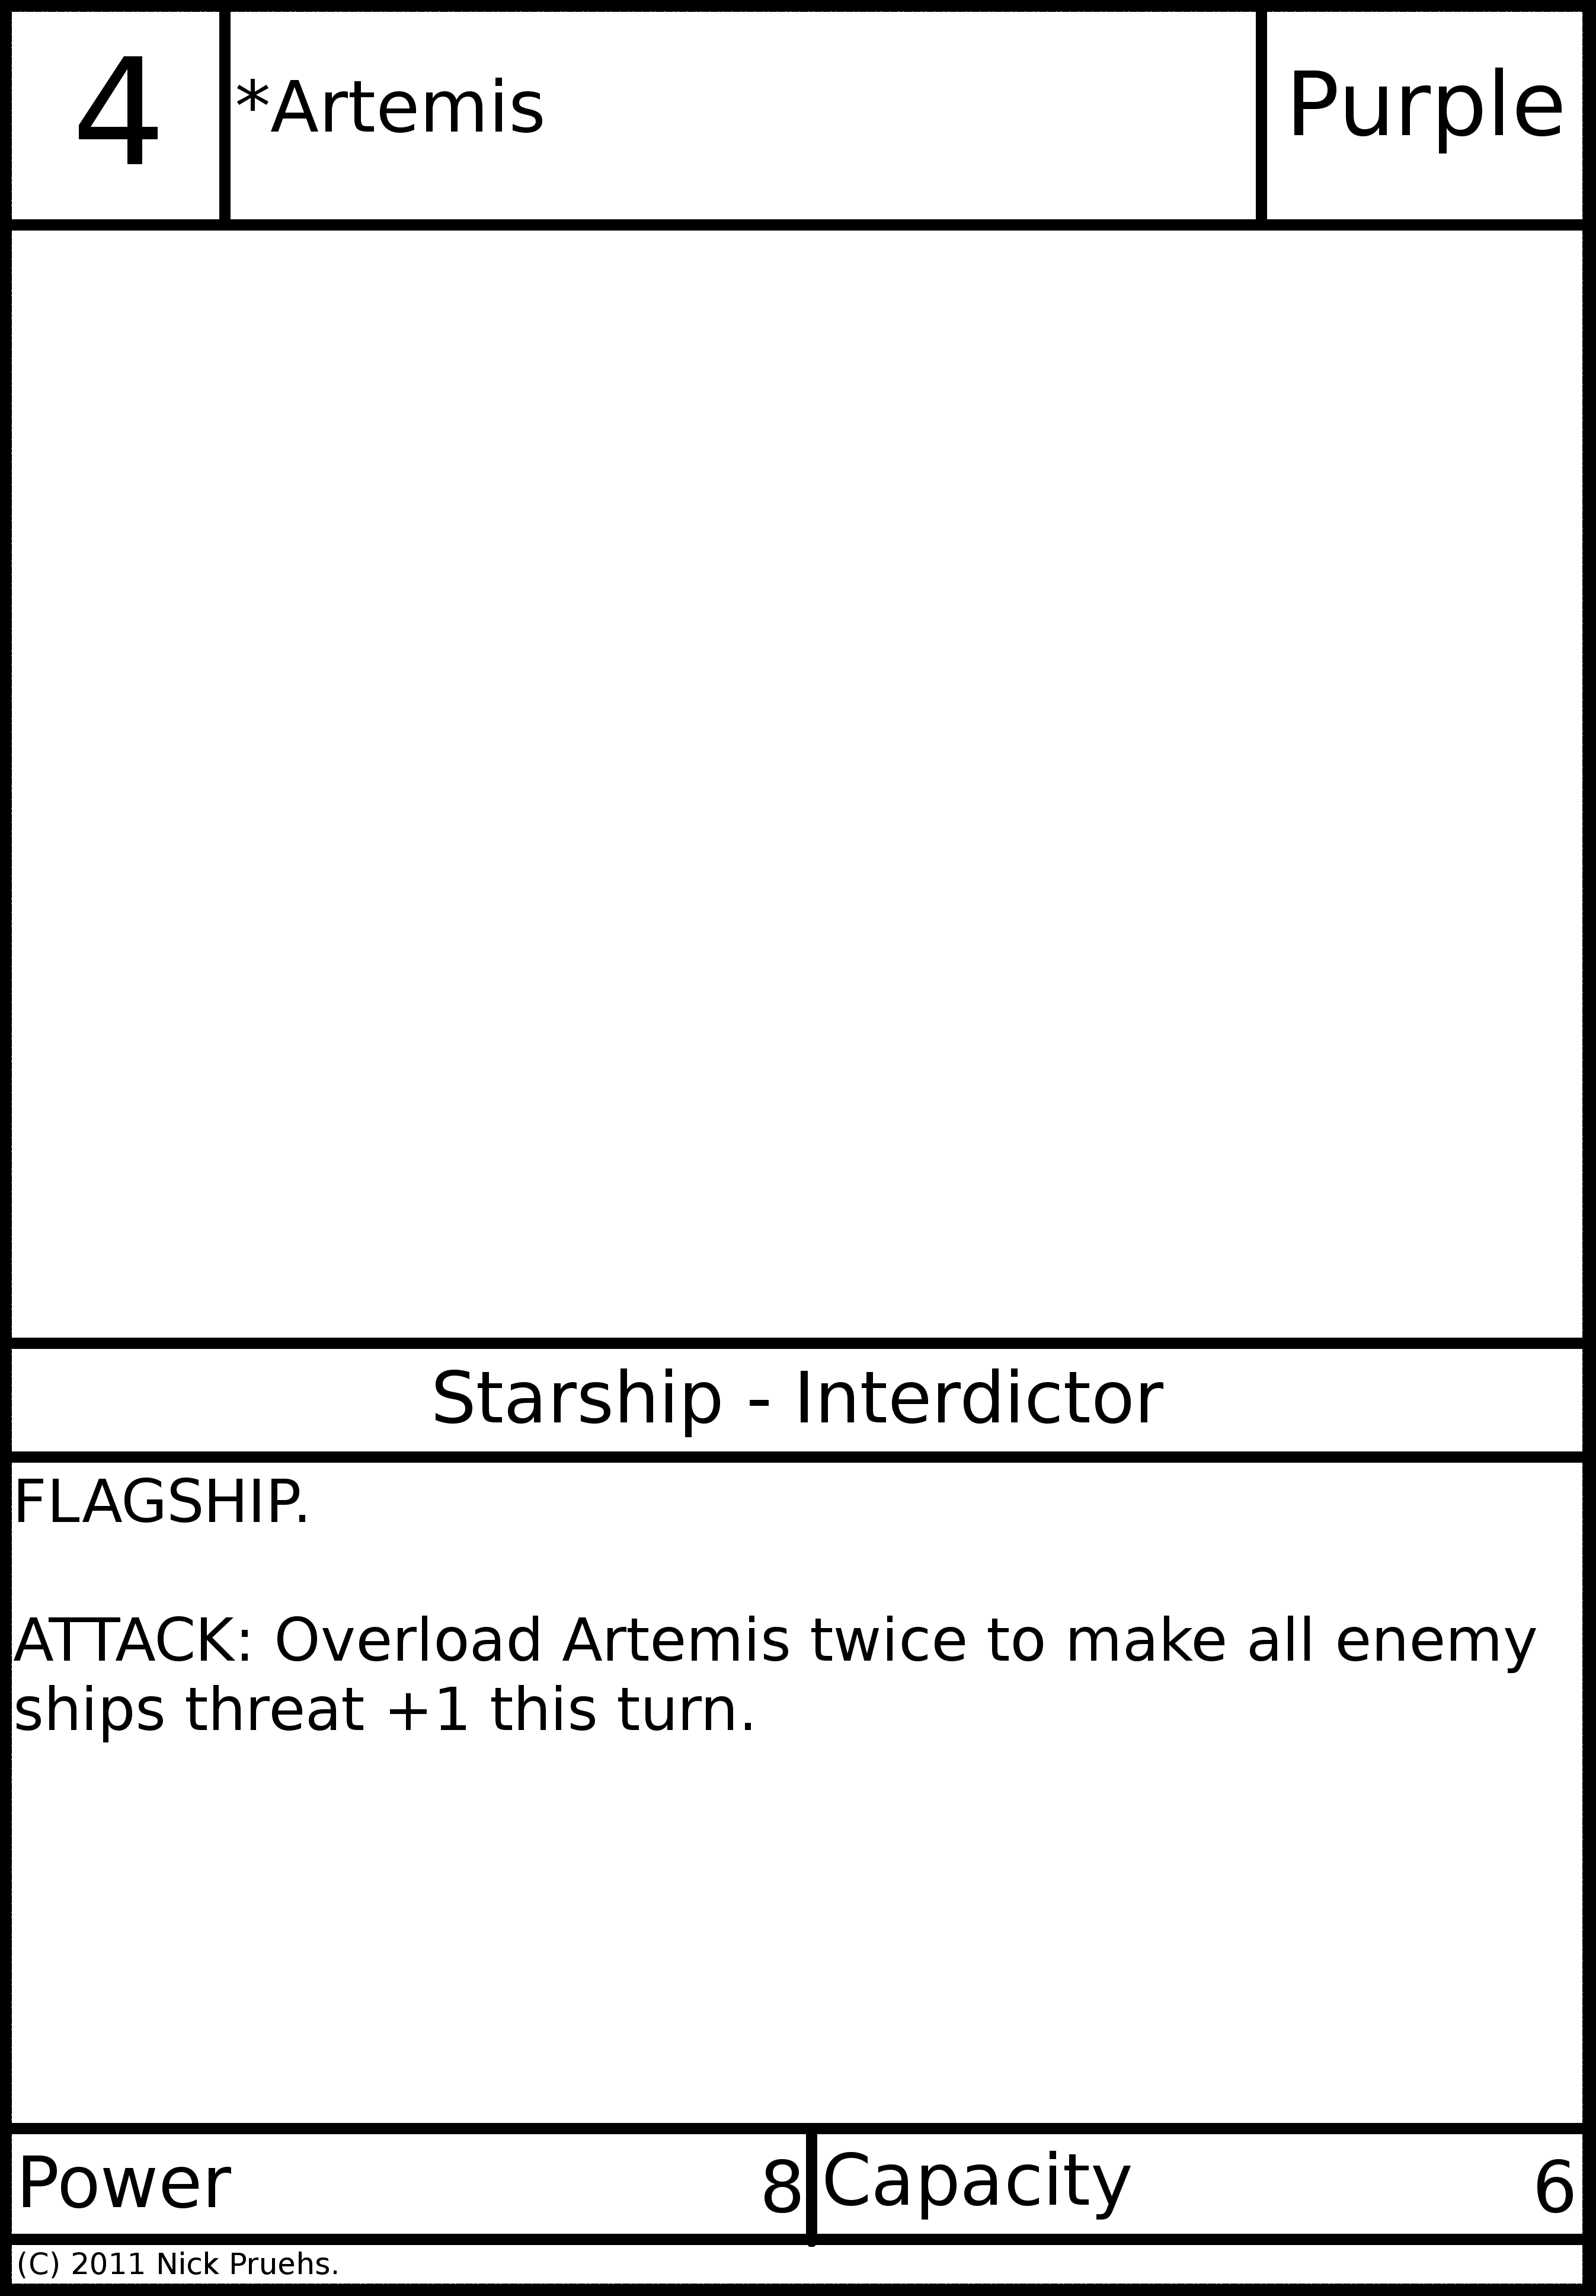 4
*Artemis
Purple
Starship - Interdictor
FLAGSHIP.
ATTACK: Overload Artemis twice to make all enemy
ships threat +1 this turn.
Power 8
Capacity 6
(C) 2011 Nick Pruehs.